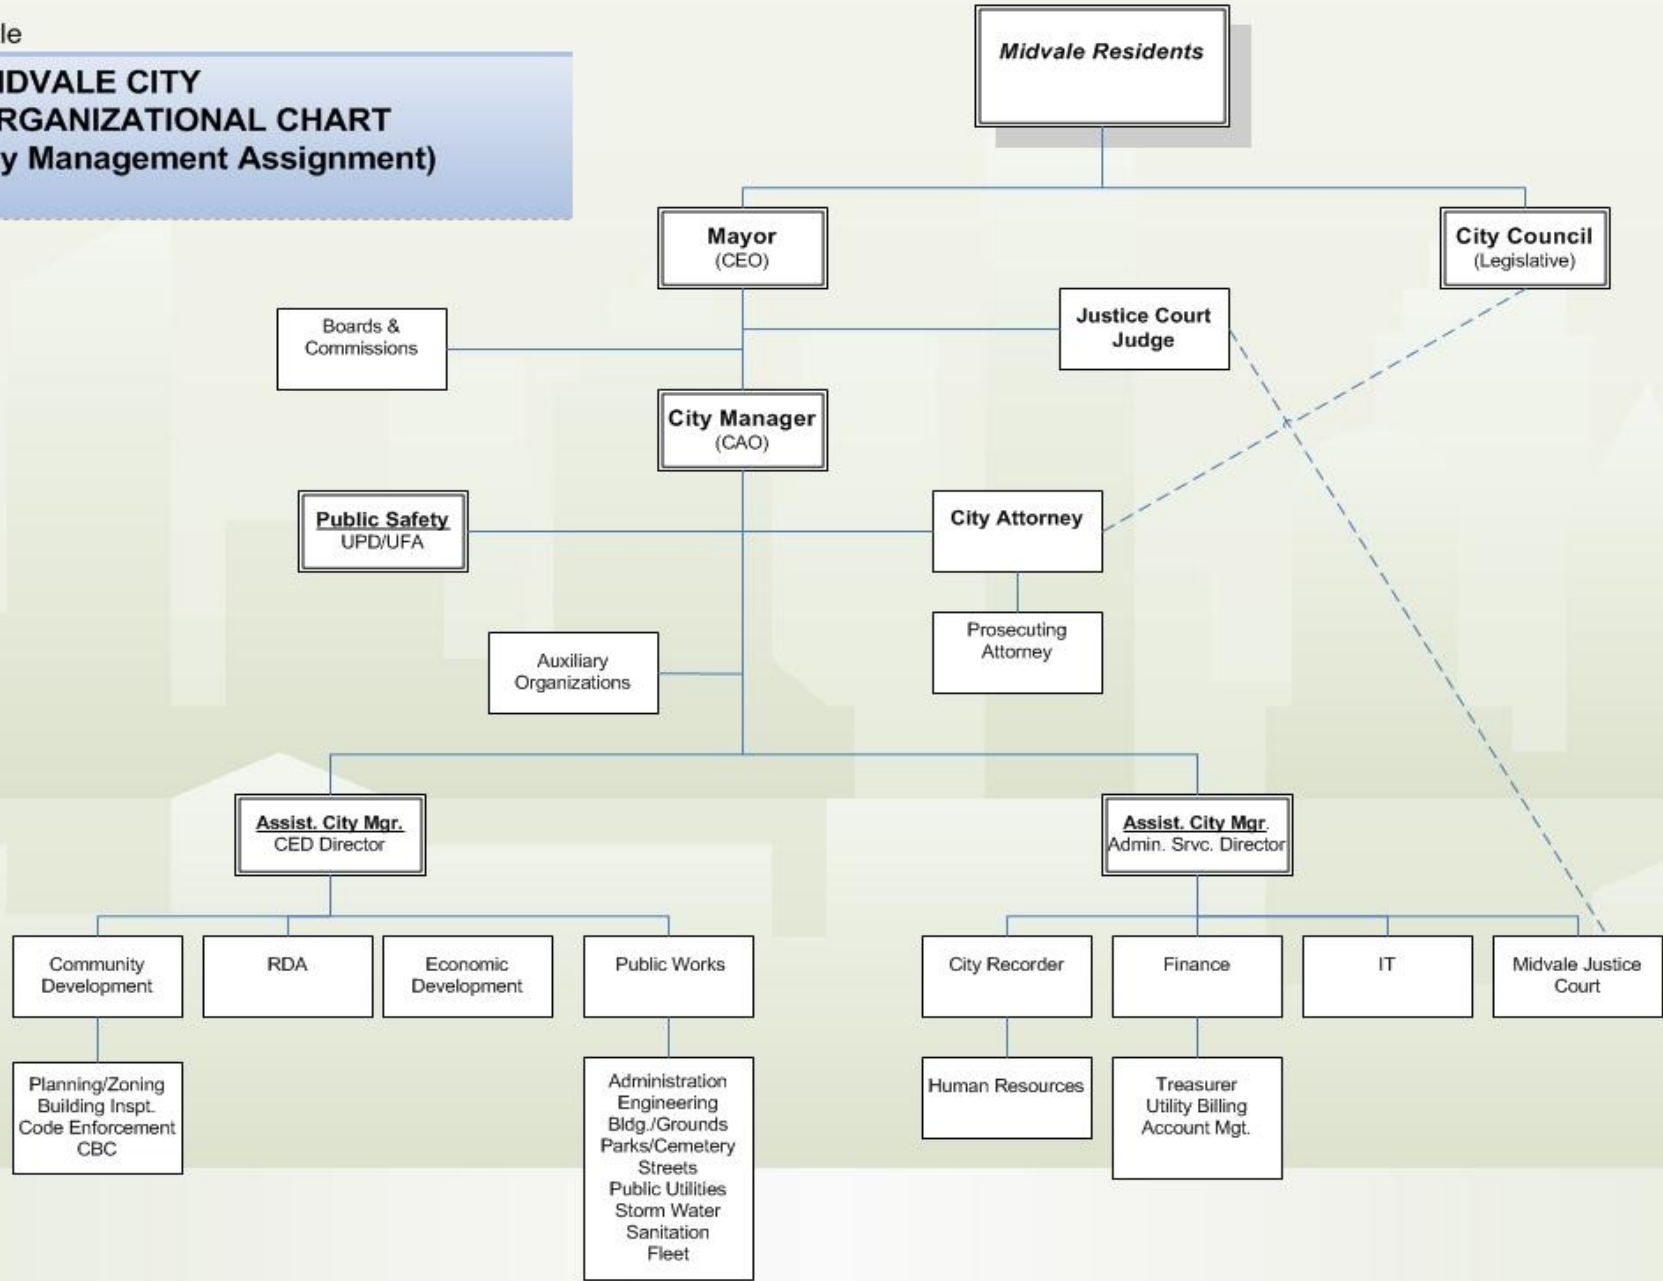 le
IDVALE CITY
RGANIZATIONAL CHART
y Management Assignment)
Midvale Residents
Mayor
(CEO)
City Council
(Legislative)
Boards &
Commissions
Justice Court
Judge
City Manager
(CAO)
Public Safety
UPD/UFA
City Attorney
Prosecuting
Attorney
Auxiliary
Organizations
Assist. City Mgr.
CED Director
Assist. City Mgr.
Admin. Srvc. Director
Community
Development
RDA
Economic
Development
Public Works
City Recorder
Finance
IT
Midvale Justice
Court
Planning/Zoning
Building Inspt.
Code Enforcement
CBC
Administration
Engineering
Bldg./Grounds
Parks/Cemetery
Streets
Public Utilities
Storm Water
Sanitation
Fleet
Human Resources
Treasurer
Utility Billing
Account Mgt.